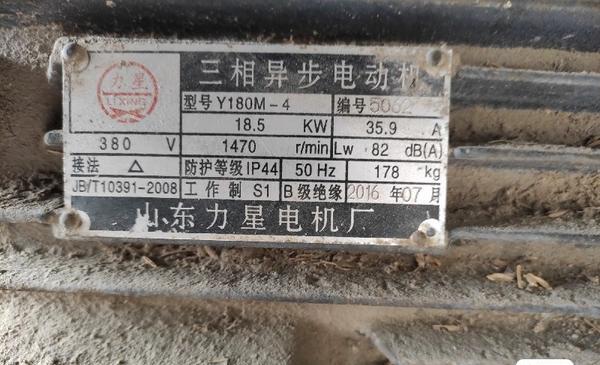 力星
LIXING
三相异步电动机
型号 Y180M-4 编号 5062
18.5 KW 35.9 A
380 V 1470 r/min Lw 82 dB(A)
接法 △ 防护等级 IP44 50 Hz 178 kg
JB/T10391-2008 工作制 S1 B级绝缘 2016 年 07 月
山东力星电机厂